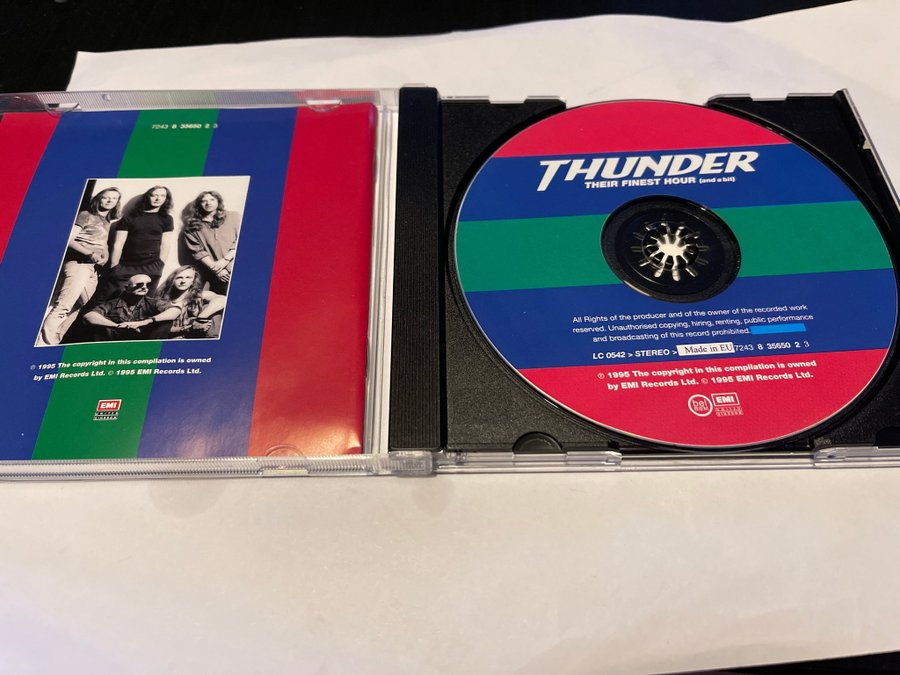 7243 8 35650 2 3
℗ 1995 The copyright in this compilation is owned
by EMI Records Ltd. © 1995 EMI Records Ltd.
EMI
UNITED
KINGDOM
THUNDER
THEIR FINEST HOUR (and a bit)
All Rights of the producer and of the owner of the recorded work
reserved. Unauthorised copying, hiring, renting, public performance
and broadcasting of this record prohibited.
LC 0542 > STEREO > Made in EU 7243 8 35650 2 3
℗ 1995 The copyright in this compilation is owned
by EMI Records Ltd. © 1995 EMI Records Ltd.
EMI
UNITED
KINGDOM